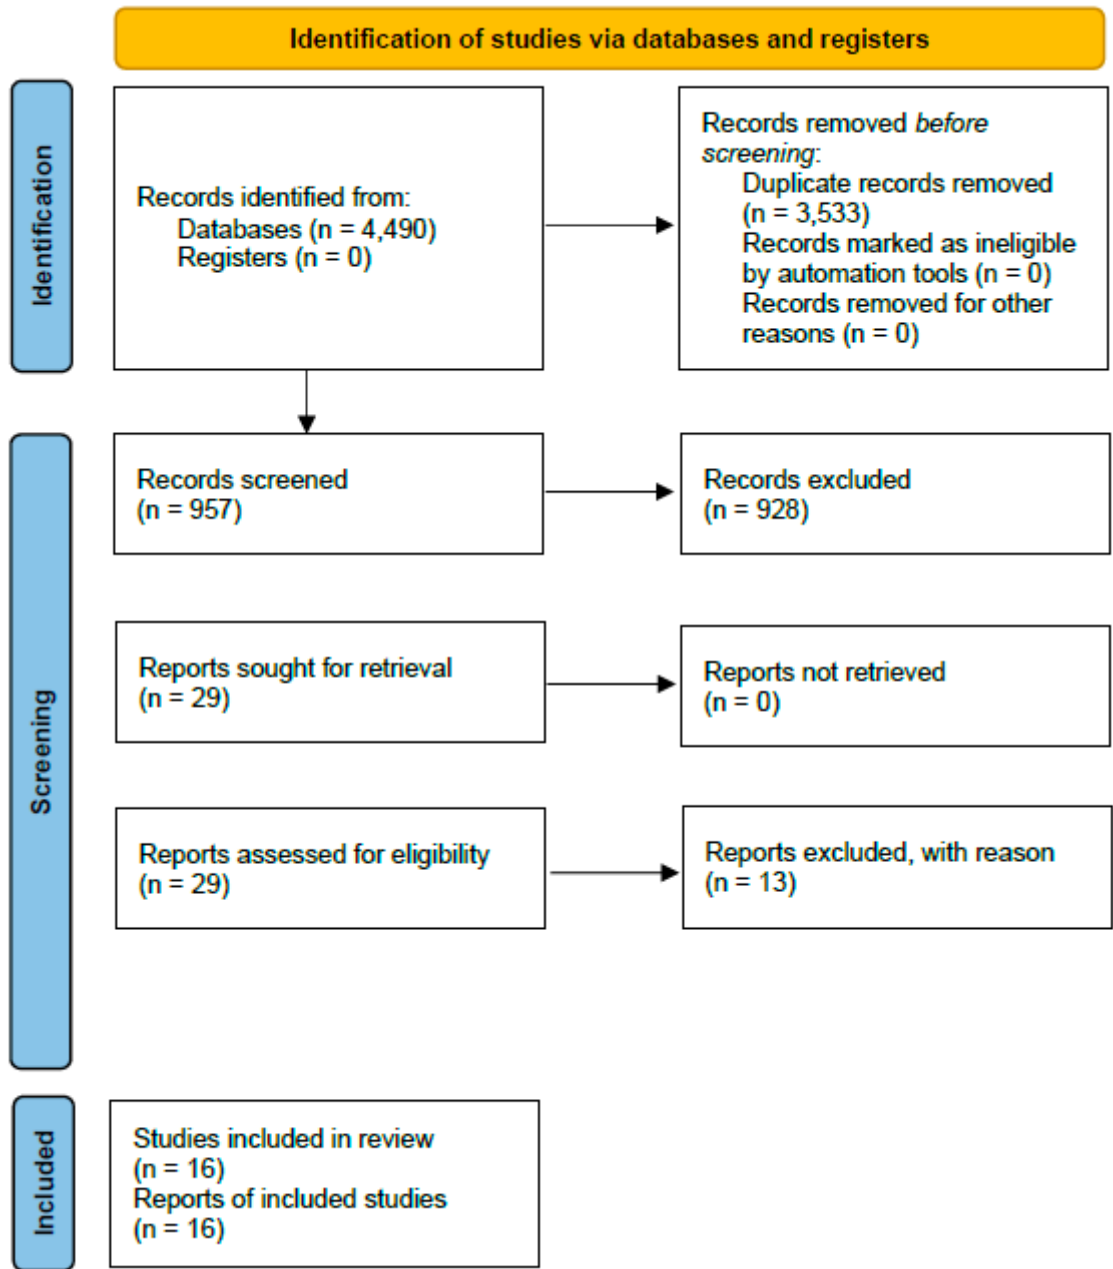 Identification of studies via databases and registers
Identification
Records identified from:
Databases (n = 4,490)
Registers (n = 0)
Records removed before
screening:
Duplicate records removed
(n = 3,533)
Records marked as ineligible
by automation tools (n = 0)
Records removed for other
reasons (n = 0)
Screening
Records screened
(n = 957)
Records excluded
(n = 928)
Reports sought for retrieval
(n = 29)
Reports not retrieved
(n = 0)
Reports assessed for eligibility
(n = 29)
Reports excluded, with reason
(n = 13)
Included
Studies included in review
(n = 16)
Reports of included studies
(n = 16)